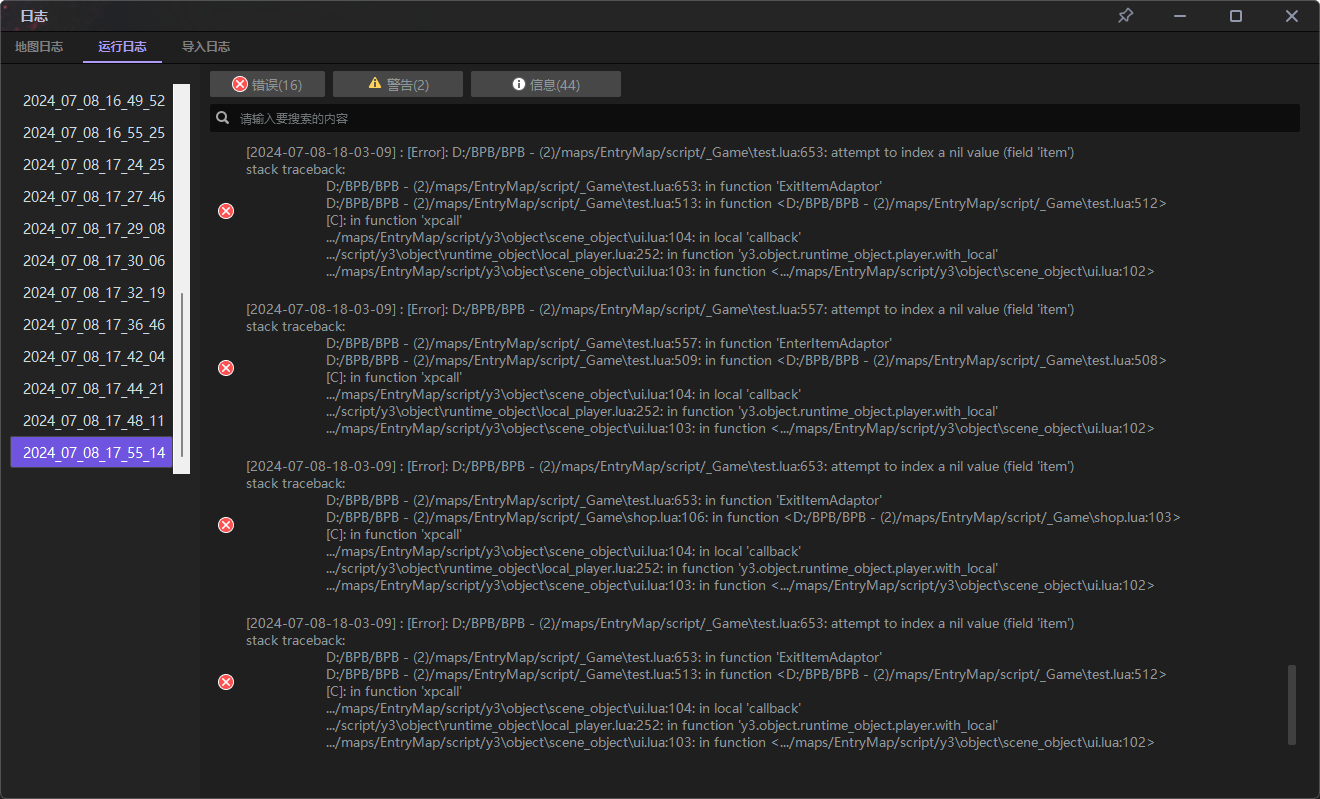 日志
地图日志 运行日志 导入日志
错误(16) 警告(2) 信息(44)
请输入要搜索的内容
2024_07_08_16_49_52
2024_07_08_16_55_25
2024_07_08_17_24_25
2024_07_08_17_27_46
2024_07_08_17_29_08
2024_07_08_17_30_06
2024_07_08_17_32_19
2024_07_08_17_36_46
2024_07_08_17_42_04
2024_07_08_17_44_21
2024_07_08_17_48_11
2024_07_08_17_55_14
[2024-07-08-18-03-09] : [Error]: D:/BPB/BPB - (2)/maps/EntryMap/script/_Game\test.lua:653: attempt to index a nil value (field 'item')
stack traceback:
D:/BPB/BPB - (2)/maps/EntryMap/script/_Game\test.lua:653: in function 'ExitItemAdaptor'
D:/BPB/BPB - (2)/maps/EntryMap/script/_Game\test.lua:513: in function <D:/BPB/BPB - (2)/maps/EntryMap/script/_Game\test.lua:512>
[C]: in function 'xpcall'
.../maps/EntryMap/script/y3\object\scene_object\ui.lua:104: in local 'callback'
.../script/y3\object\runtime_object\local_player.lua:252: in function 'y3.object.runtime_object.player.with_local'
.../maps/EntryMap/script/y3\object\scene_object\ui.lua:103: in function <.../maps/EntryMap/script/y3\object\scene_object\ui.lua:102>
[2024-07-08-18-03-09] : [Error]: D:/BPB/BPB - (2)/maps/EntryMap/script/_Game\test.lua:557: attempt to index a nil value (field 'item')
stack traceback:
D:/BPB/BPB - (2)/maps/EntryMap/script/_Game\test.lua:557: in function 'EnterItemAdaptor'
D:/BPB/BPB - (2)/maps/EntryMap/script/_Game\test.lua:509: in function <D:/BPB/BPB - (2)/maps/EntryMap/script/_Game\test.lua:508>
[C]: in function 'xpcall'
.../maps/EntryMap/script/y3\object\scene_object\ui.lua:104: in local 'callback'
.../script/y3\object\runtime_object\local_player.lua:252: in function 'y3.object.runtime_object.player.with_local'
.../maps/EntryMap/script/y3\object\scene_object\ui.lua:103: in function <.../maps/EntryMap/script/y3\object\scene_object\ui.lua:102>
[2024-07-08-18-03-09] : [Error]: D:/BPB/BPB - (2)/maps/EntryMap/script/_Game\test.lua:653: attempt to index a nil value (field 'item')
stack traceback:
D:/BPB/BPB - (2)/maps/EntryMap/script/_Game\test.lua:653: in function 'ExitItemAdaptor'
D:/BPB/BPB - (2)/maps/EntryMap/script/_Game\shop.lua:106: in function <D:/BPB/BPB - (2)/maps/EntryMap/script/_Game\shop.lua:103>
[C]: in function 'xpcall'
.../maps/EntryMap/script/y3\object\scene_object\ui.lua:104: in local 'callback'
.../script/y3\object\runtime_object\local_player.lua:252: in function 'y3.object.runtime_object.player.with_local'
.../maps/EntryMap/script/y3\object\scene_object\ui.lua:103: in function <.../maps/EntryMap/script/y3\object\scene_object\ui.lua:102>
[2024-07-08-18-03-09] : [Error]: D:/BPB/BPB - (2)/maps/EntryMap/script/_Game\test.lua:653: attempt to index a nil value (field 'item')
stack traceback:
D:/BPB/BPB - (2)/maps/EntryMap/script/_Game\test.lua:653: in function 'ExitItemAdaptor'
D:/BPB/BPB - (2)/maps/EntryMap/script/_Game\test.lua:513: in function <D:/BPB/BPB - (2)/maps/EntryMap/script/_Game\test.lua:512>
[C]: in function 'xpcall'
.../maps/EntryMap/script/y3\object\scene_object\ui.lua:104: in local 'callback'
.../script/y3\object\runtime_object\local_player.lua:252: in function 'y3.object.runtime_object.player.with_local'
.../maps/EntryMap/script/y3\object\scene_object\ui.lua:103: in function <.../maps/EntryMap/script/y3\object\scene_object\ui.lua:102>